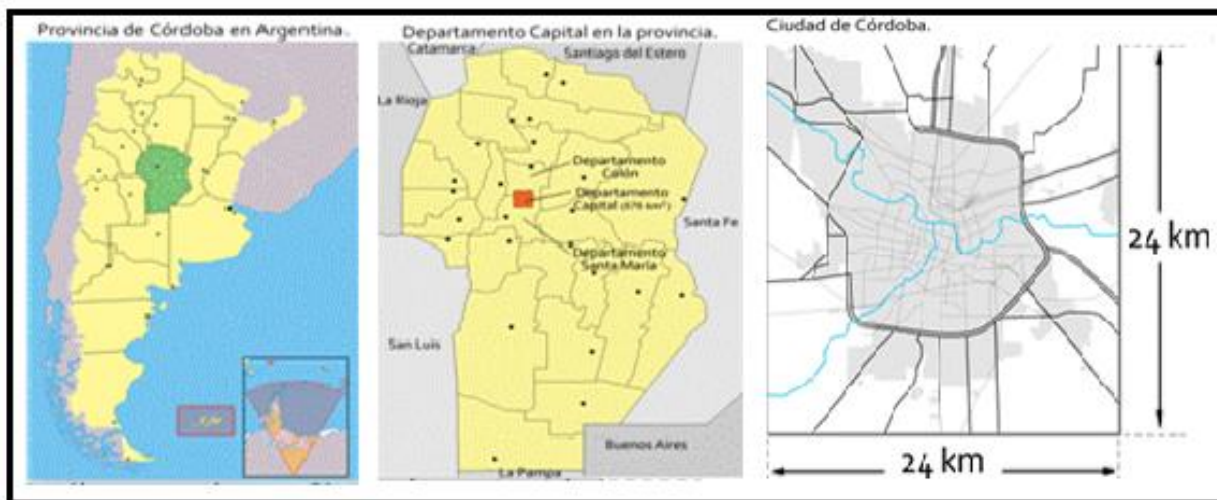 Provincia de Córdoba en Argentina.
Departamento Capital en la provincia.
Catamarca
Santiago del Estero
La Rioja
Departamento
Colón
Departamento
Capital (576 km²)
Santa Fe
Departamento
Santa María
San Luis
Buenos Aires
La Pampa
Ciudad de Córdoba.
24 km
24 km